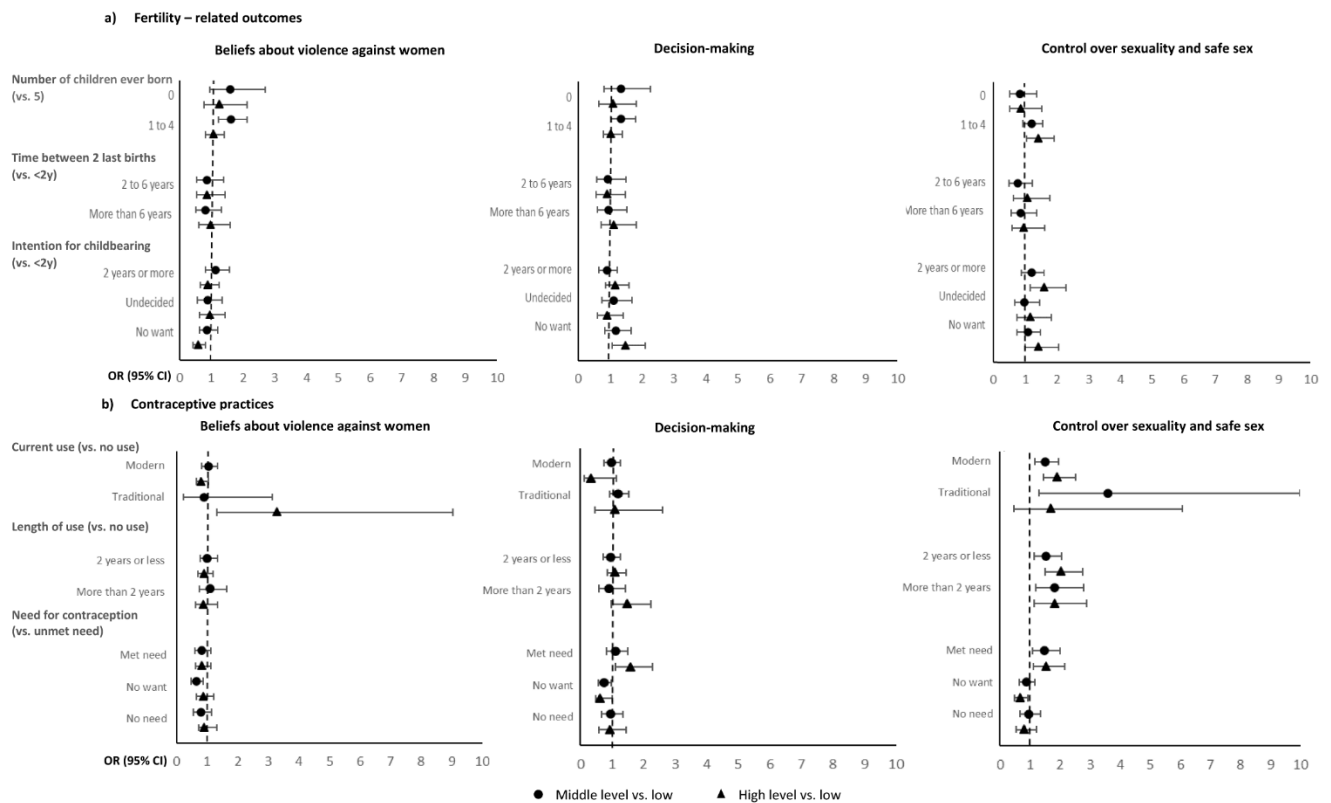 a) Fertility – related outcomes
Beliefs about violence against women
Decision-making
Control over sexuality and safe sex
Number of children ever born
(vs. 5)
0
1 to 4
Time between 2 last births
(vs. <2y)
2 to 6 years
More than 6 years
Intention for childbearing
(vs. <2y)
2 years or more
Undecided
No want
OR (95% CI)
0 1 2 3 4 5 6 7 8 9 10
0
1 to 4
2 to 6 years
More than 6 years
2 years or more
Undecided
No want
0 1 2 3 4 5 6 7 8 9 10
0
1 to 4
2 to 6 years
More than 6 years
2 years or more
Undecided
No want
0 1 2 3 4 5 6 7 8 9 10
b) Contraceptive practices
Beliefs about violence against women
Decision-making
Control over sexuality and safe sex
Current use (vs. no use)
Modern
Traditional
Length of use (vs. no use)
2 years or less
More than 2 years
Need for contraception
(vs. unmet need)
Met need
No want
No need
OR (95% CI)
0 1 2 3 4 5 6 7 8 9 10
Modern
Traditional
2 years or less
More than 2 years
Met need
No want
No need
0 1 2 3 4 5 6 7 8 9 10
Modern
Traditional
2 years or less
More than 2 years
Met need
No want
No need
0 1 2 3 4 5 6 7 8 9 10
Middle level vs. low
High level vs. low